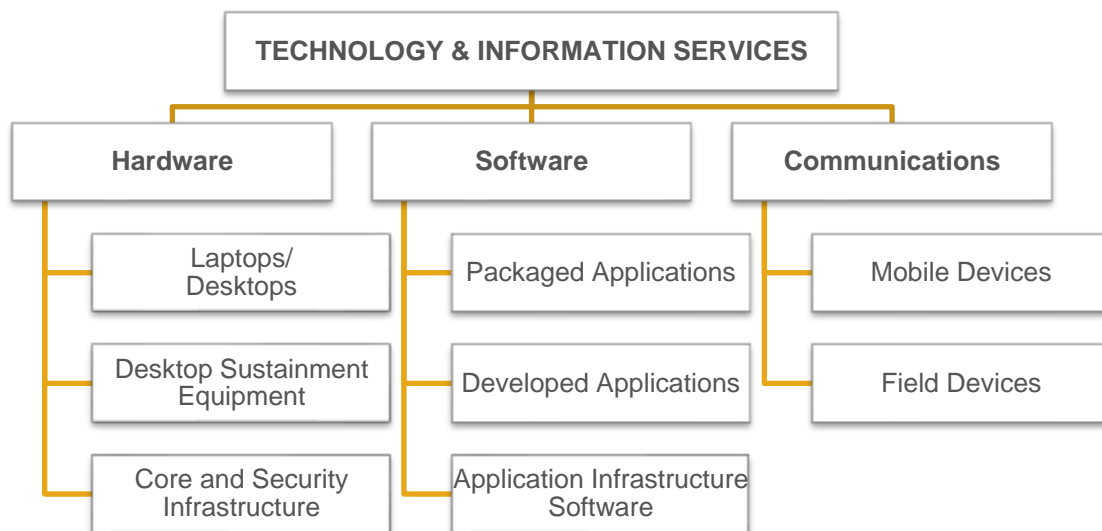 TECHNOLOGY & INFORMATION SERVICES
Hardware
Software
Communications
Laptops/
Desktops
Packaged Applications
Mobile Devices
Desktop Sustainment
Equipment
Developed Applications
Field Devices
Core and Security
Infrastructure
Application Infrastructure
Software